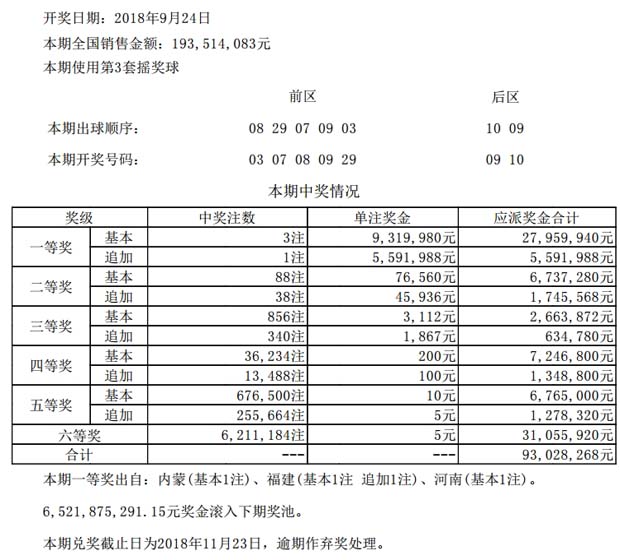 开奖日期：2018年9月24日
本期全国销售金额：193,514,083元
本期使用第3套摇奖球
前区 后区
本期出球顺序： 08 29 07 09 03 10 09
本期开奖号码： 03 07 08 09 29 09 10
本期中奖情况
奖级 中奖注数 单注奖金 应派奖金合计
一等奖 基本 3注 9,319,980元 27,959,940元
追加 1注 5,591,988元 5,591,988元
二等奖 基本 88注 76,560元 6,737,280元
追加 38注 45,936元 1,745,568元
三等奖 基本 856注 3,112元 2,663,872元
追加 340注 1,867元 634,780元
四等奖 基本 36,234注 200元 7,246,800元
追加 13,488注 100元 1,348,800元
五等奖 基本 676,500注 10元 6,765,000元
追加 255,664注 5元 1,278,320元
六等奖 6,211,184注 5元 31,055,920元
合计 --- --- 93,028,268元
本期一等奖出自：内蒙(基本1注)、福建(基本1注 追加1注)、河南(基本1注)。
6,521,875,291.15元奖金滚入下期奖池。
本期兑奖截止日为2018年11月23日，逾期作弃奖处理。